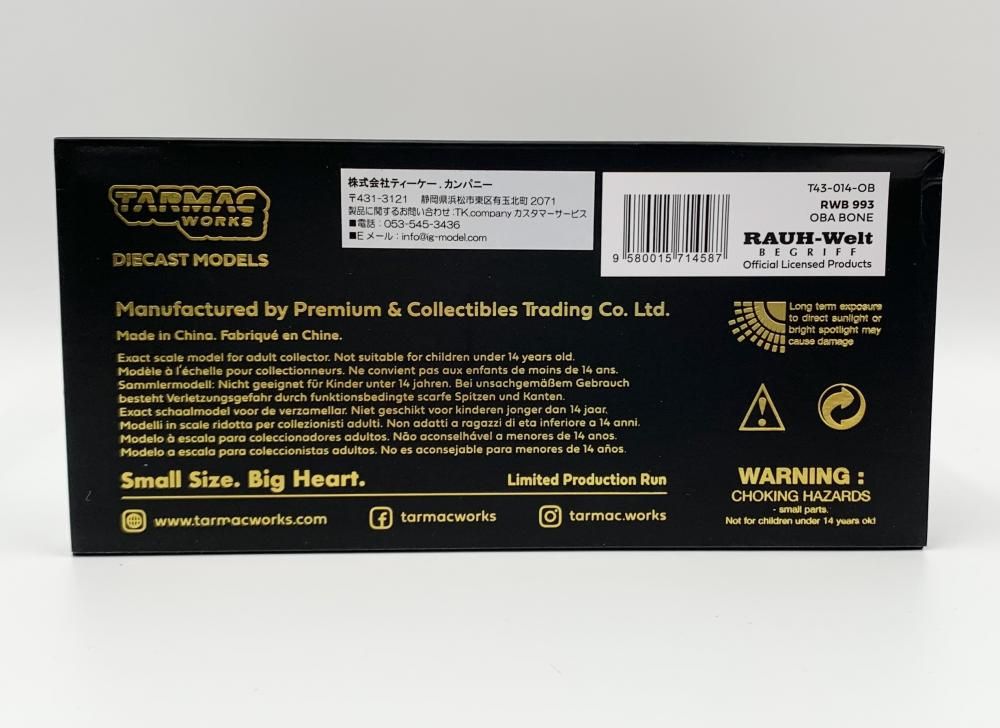 TARMAC
WORKS
DIECAST MODELS
株式会社ティーケー.カンパニー
〒431-3121 静岡県浜松市東区有玉北町2071
製品に関するお問い合わせ:TK.companyカスタマーサービス
■電話:053-545-3436
■Eメール:info@ig-model.com
9 580015 714587
T43-014-OB
RWB 993
OBA BONE
RAUH-Welt
BEGRIFF
Official Licensed Products
Manufactured by Premium & Collectibles Trading Co. Ltd.
Made in China. Fabriqué en Chine.
Exact scale model for adult collector. Not suitable for children under 14 years old.
Modèle à l'échelle pour collectionneurs. Ne convient pas aux enfants de moins de 14 ans.
Sammlermodell: Nicht geeignet für Kinder unter 14 jahren. Bei unsachgemäßem Gebrauch
besteht Verletzungsgefahr durch funktionsbedingte scarfe Spitzen und Kanten.
Exact schaalmodel voor de verzamellar. Niet geschikt voor kinderen jonger dan 14 jaar.
Modelli in scale ridotta per collezionisti adulti. Non adatti a ragazzi di eta inferiore a 14 anni.
Modelo à escala para coleccionadores adultos. Não aconselhável a menores de 14 anos.
Modelo a escala para coleccionistas adultos. No es aconsejable para menores de 14 años.
Small Size. Big Heart.
Limited Production Run
www.tarmacworks.com
tarmacworks
tarmac.works
Long term exposure
to direct sunlight or
bright spotlight may
cause damage
WARNING :
CHOKING HAZARDS
- small parts.
Not for children under 14 years old